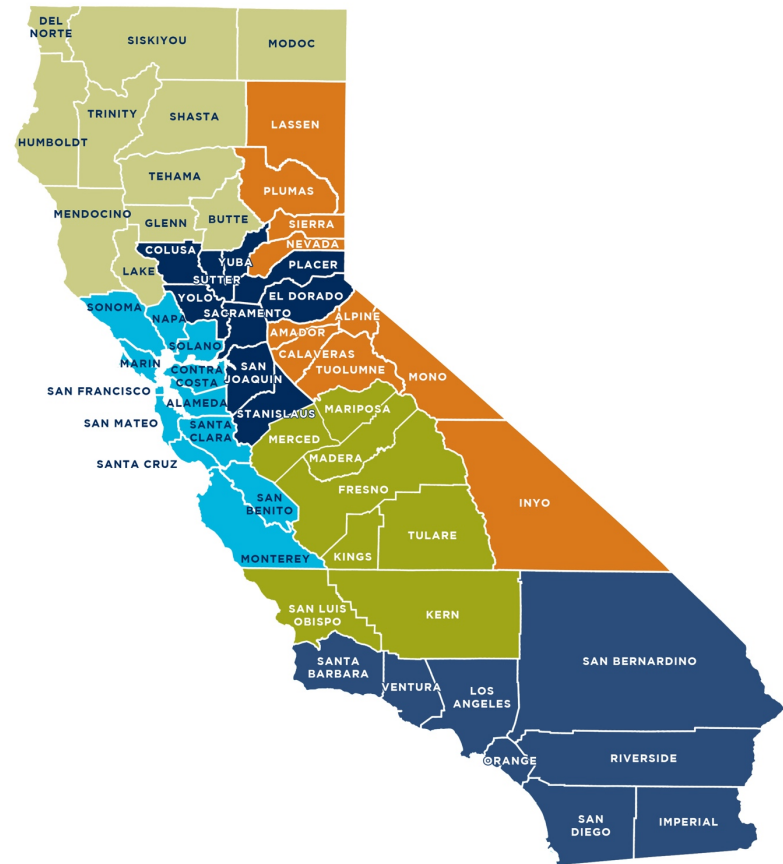 DEL
NORTE
SISKIYOU
MODOC
TRINITY
SHASTA
LASSEN
HUMBOLDT
TEHAMA
PLUMAS
MENDOCINO
GLENN
BUTTE
SIERRA
NEVADA
COLUSA
YUBA
PLACER
LAKE
SUTTER
YOLO
EL DORADO
SONOMA
NAPA
SACRAMENTO
ALPINE
AMADOR
SOLANO
CALAVERAS
MARIN
CONTRA
COSTA
SAN
JOAQUIN
TUOLUMNE
MONO
SAN FRANCISCO
ALAMEDA
STANISLAUS
MARIPOSA
SAN MATEO
SANTA
CLARA
MERCED
MADERA
SANTA CRUZ
FRESNO
SAN
BENITO
INYO
TULARE
KINGS
MONTEREY
SAN LUIS
OBISPO
KERN
SANTA
BARBARA
SAN BERNARDINO
VENTURA
LOS
ANGELES
ORANGE
RIVERSIDE
SAN
DIEGO
IMPERIAL